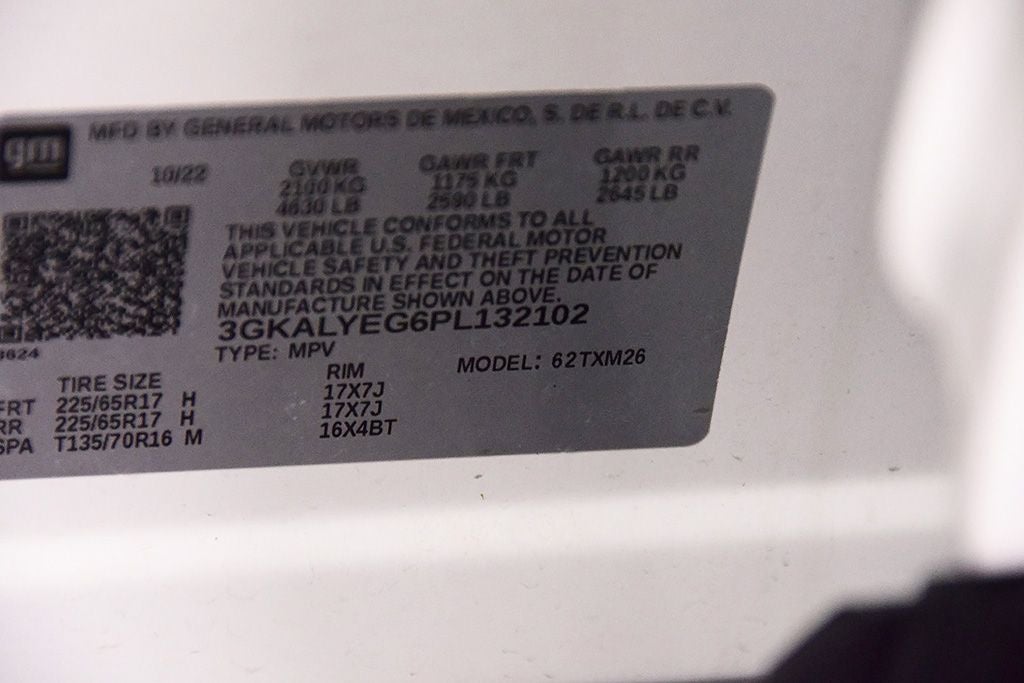 MFD BY GENERAL MOTORS DE MEXICO, S. DE R.L. DE C.V.
gm
10/22 GVWR GAWR FRT GAWR RR
2100 KG 1175 KG 1200 KG
4630 LB 2590 LB 2645 LB
THIS VEHICLE CONFORMS TO ALL
APPLICABLE U.S. FEDERAL MOTOR
VEHICLE SAFETY AND THEFT PREVENTION
STANDARDS IN EFFECT ON THE DATE OF
MANUFACTURE SHOWN ABOVE.
3GKALYEG6PL132102
TYPE: MPV MODEL: 62TXM26
TIRE SIZE RIM
FRT 225/65R17 H 17X7J
RR 225/65R17 H 17X7J
SPA T135/70R16 M 16X4BT